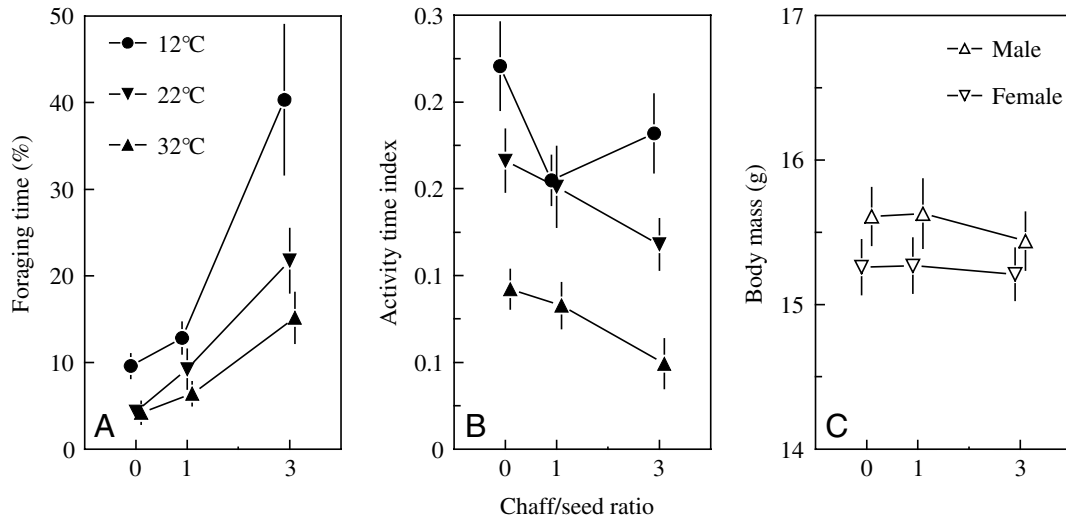 50
40
30
20
10
0
Foraging time (%)
12°C
22°C
32°C
A
0 1 3
0.3
0.2
0.2
0.1
0.1
0
Activity time index
B
0 1 3
Chaff/seed ratio
17
16
15
14
Body mass (g)
Male
Female
C
0 1 3